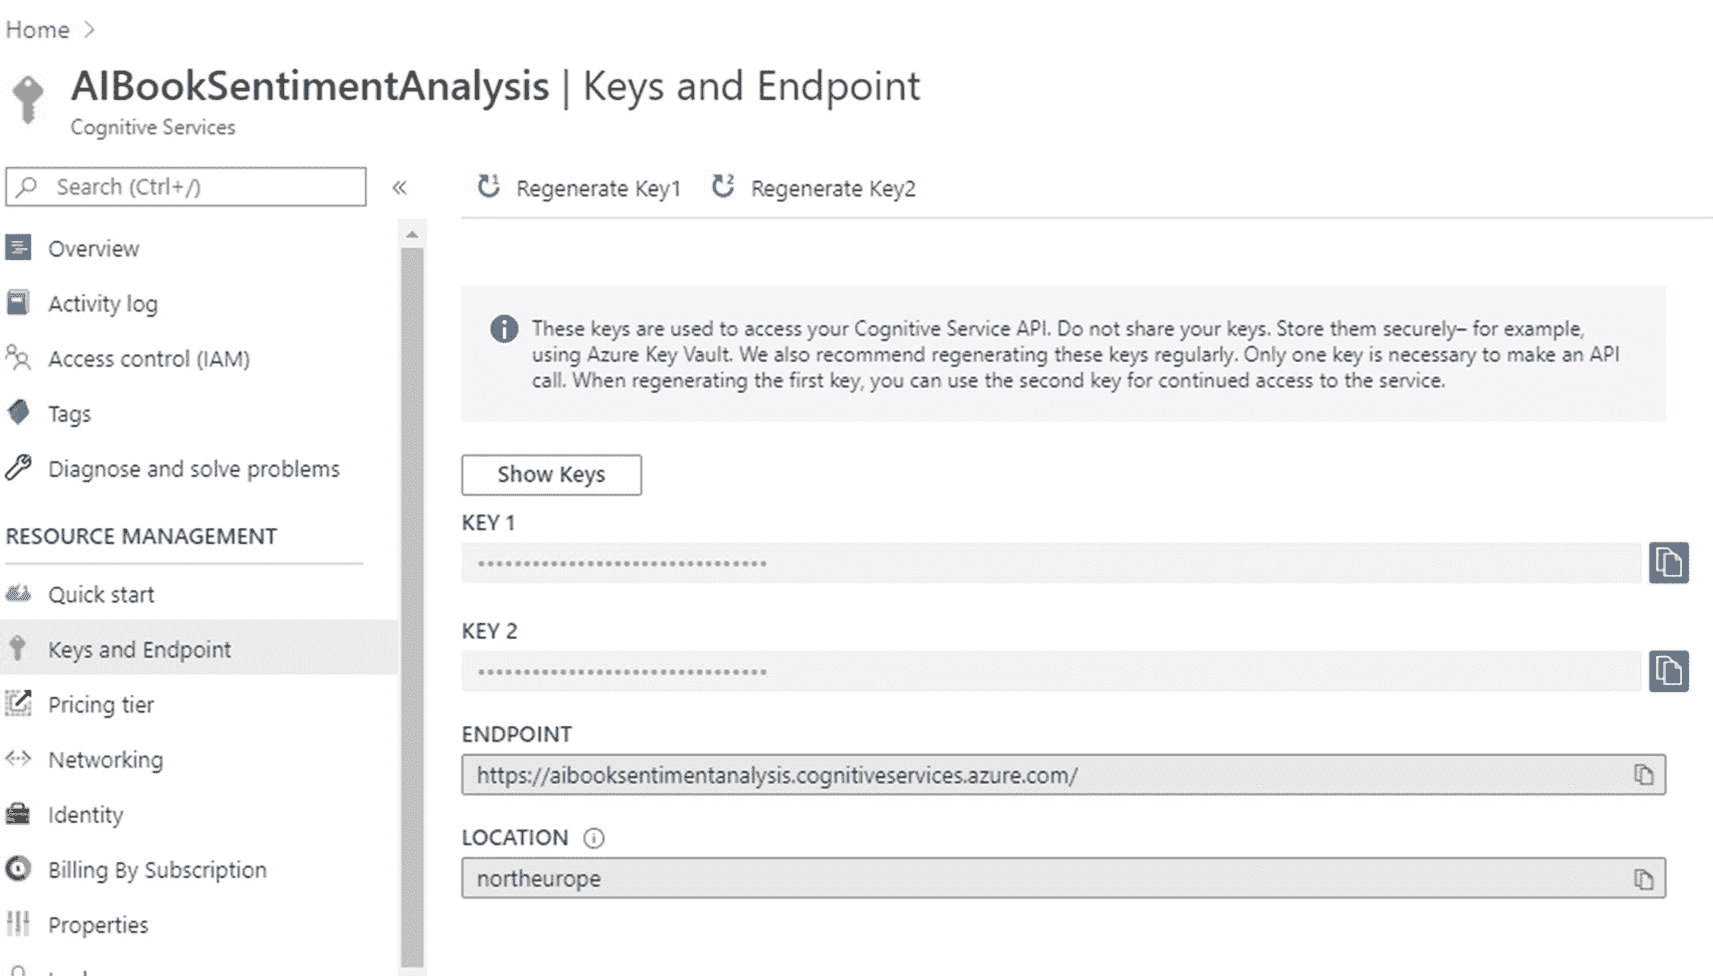 Home
AIBookSentimentAnalysis | Keys and Endpoint
Cognitive Services
Search (Ctrl+/)
«
Regenerate Key1
Regenerate Key2
Overview
Activity log
Access control (IAM)
Tags
Diagnose and solve problems
RESOURCE MANAGEMENT
Quick start
Keys and Endpoint
Pricing tier
Networking
Identity
Billing By Subscription
Properties
These keys are used to access your Cognitive Service API. Do not share your keys. Store them securely– for example,
using Azure Key Vault. We also recommend regenerating these keys regularly. Only one key is necessary to make an API
call. When regenerating the first key, you can use the second key for continued access to the service.
Show Keys
KEY 1
KEY 2
ENDPOINT
https://aibooksentimentanalysis.cognitiveservices.azure.com/
LOCATION
northeurope